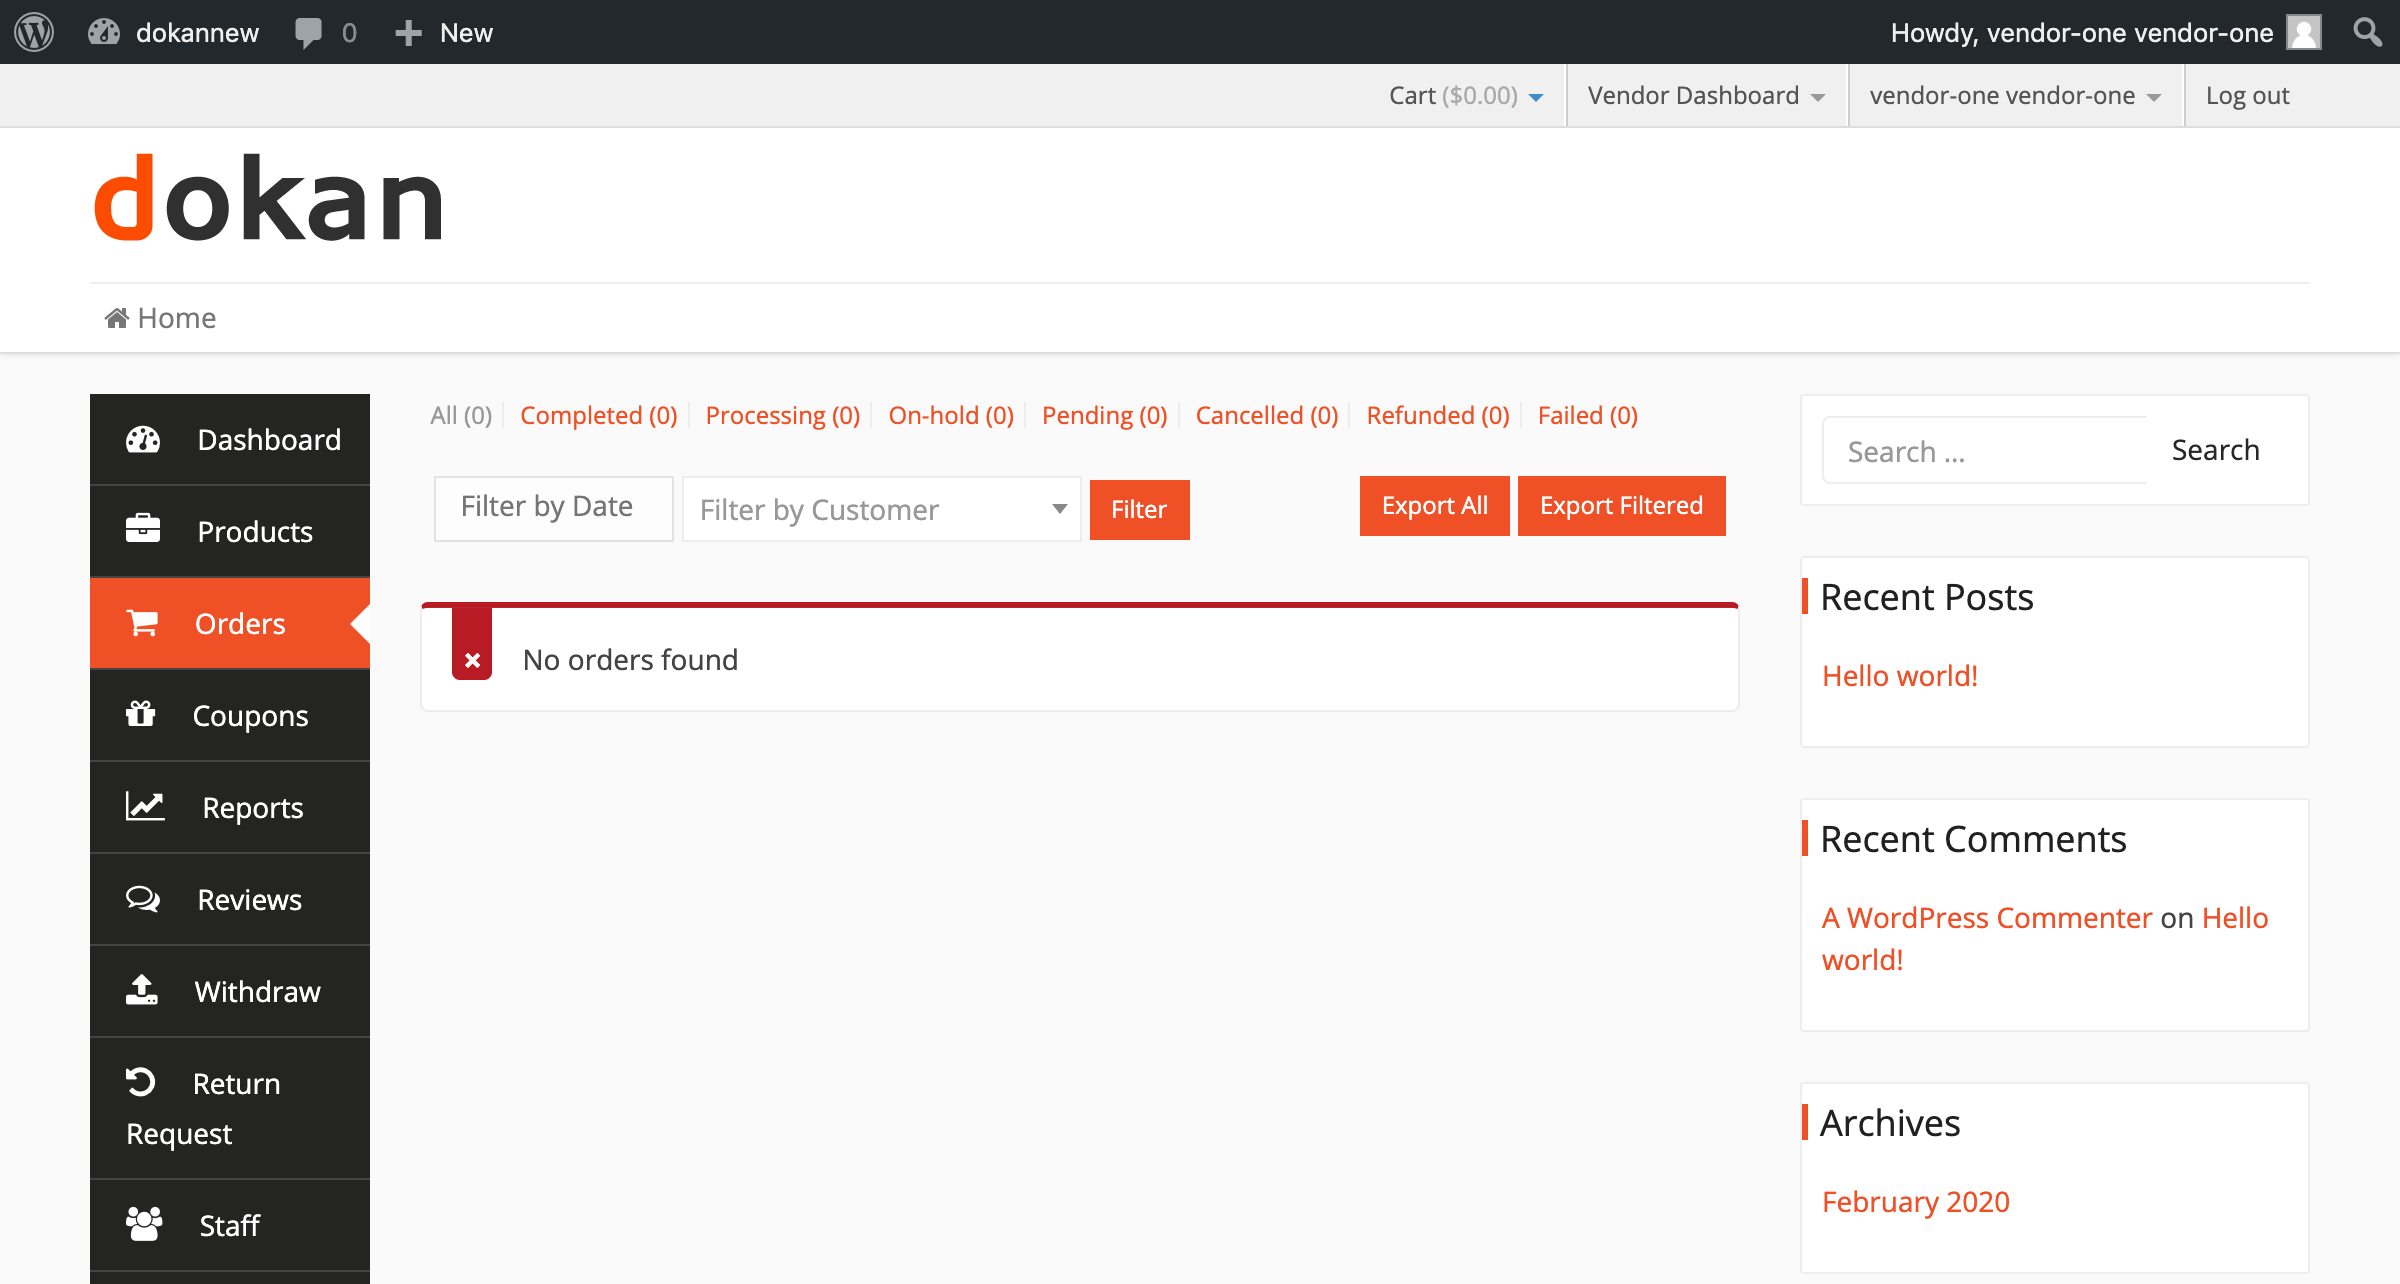 dokannew 0 New Howdy, vendor-one vendor-one
Cart ($0.00) Vendor Dashboard vendor-one vendor-one Log out
dokan
Home
Dashboard
Products
Orders
Coupons
Reports
Reviews
Withdraw
Return
Request
Staff
All (0) Completed (0) Processing (0) On-hold (0) Pending (0) Cancelled (0) Refunded (0) Failed (0)
Filter by Date Filter by Customer Filter Export All Export Filtered
No orders found
Search ... Search
Recent Posts
Hello world!
Recent Comments
A WordPress Commenter on Hello
world!
Archives
February 2020